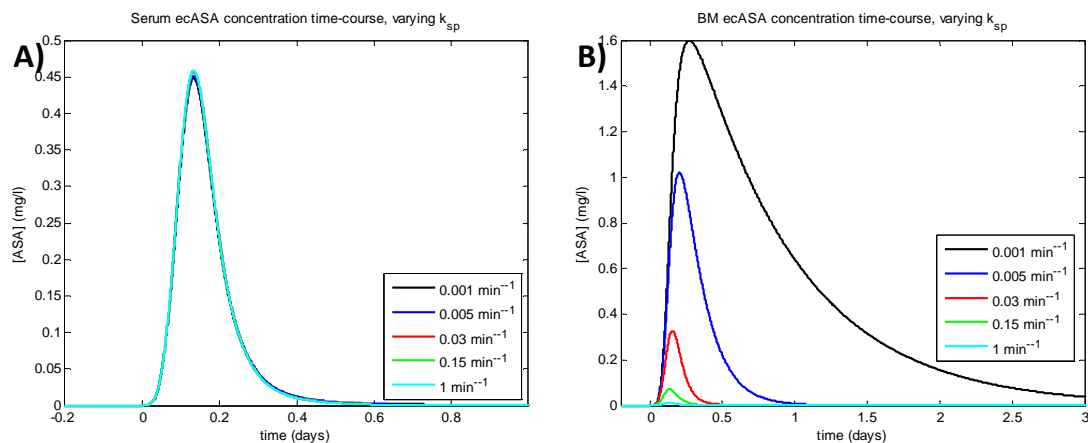 Serum ecASA concentration time-course, varying k_sp
A)
0.5
0.45
0.4
0.35
0.3
0.25
0.2
0.15
0.1
0.05
0
[ASA] (mg/l)
-0.2 0 0.2 0.4 0.6 0.8
time (days)
0.001 min⁻⁻¹
0.005 min⁻⁻¹
0.03 min⁻⁻¹
0.15 min⁻⁻¹
1 min⁻⁻¹
BM ecASA concentration time-course, varying k_sp
B)
1.6
1.4
1.2
1
0.8
0.6
0.4
0.2
0
[ASA] (mg/l)
0 0.5 1 1.5 2 2.5 3
time (days)
0.001 min⁻⁻¹
0.005 min⁻⁻¹
0.03 min⁻⁻¹
0.15 min⁻⁻¹
1 min⁻⁻¹